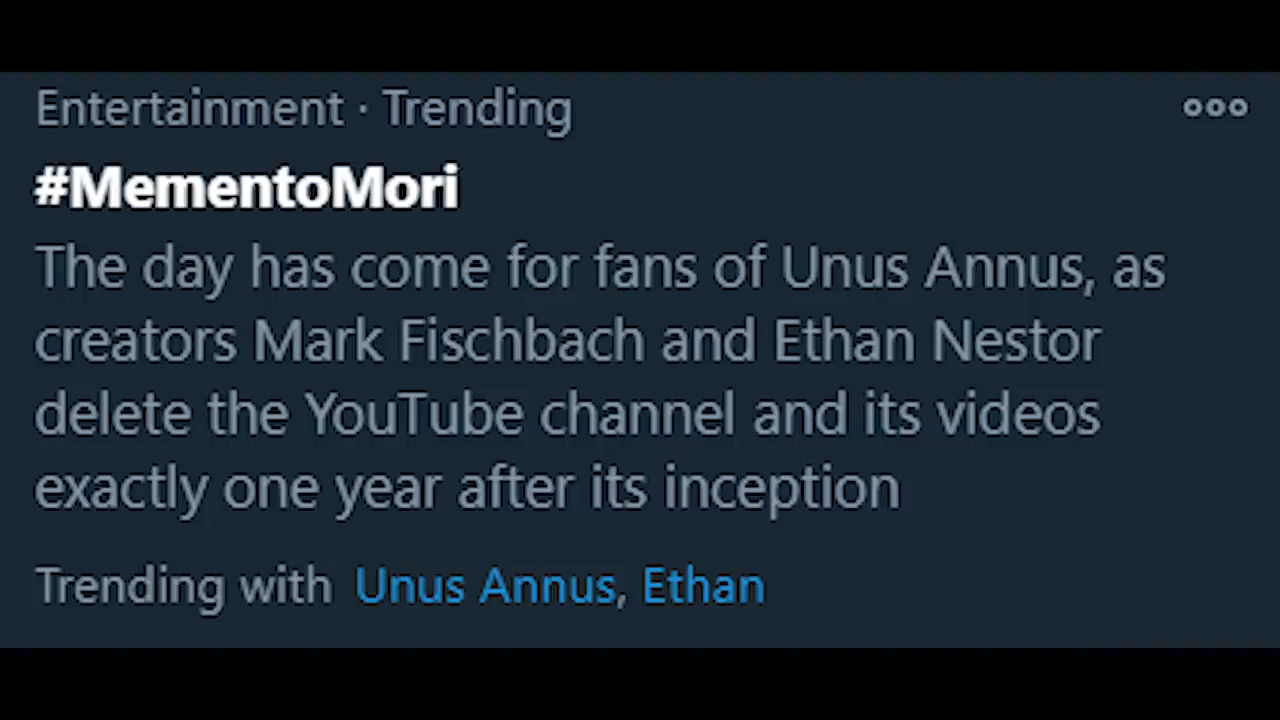 Entertainment · Trending
#MementoMori
The day has come for fans of Unus Annus, as
creators Mark Fischbach and Ethan Nestor
delete the YouTube channel and its videos
exactly one year after its inception
Trending with Unus Annus, Ethan